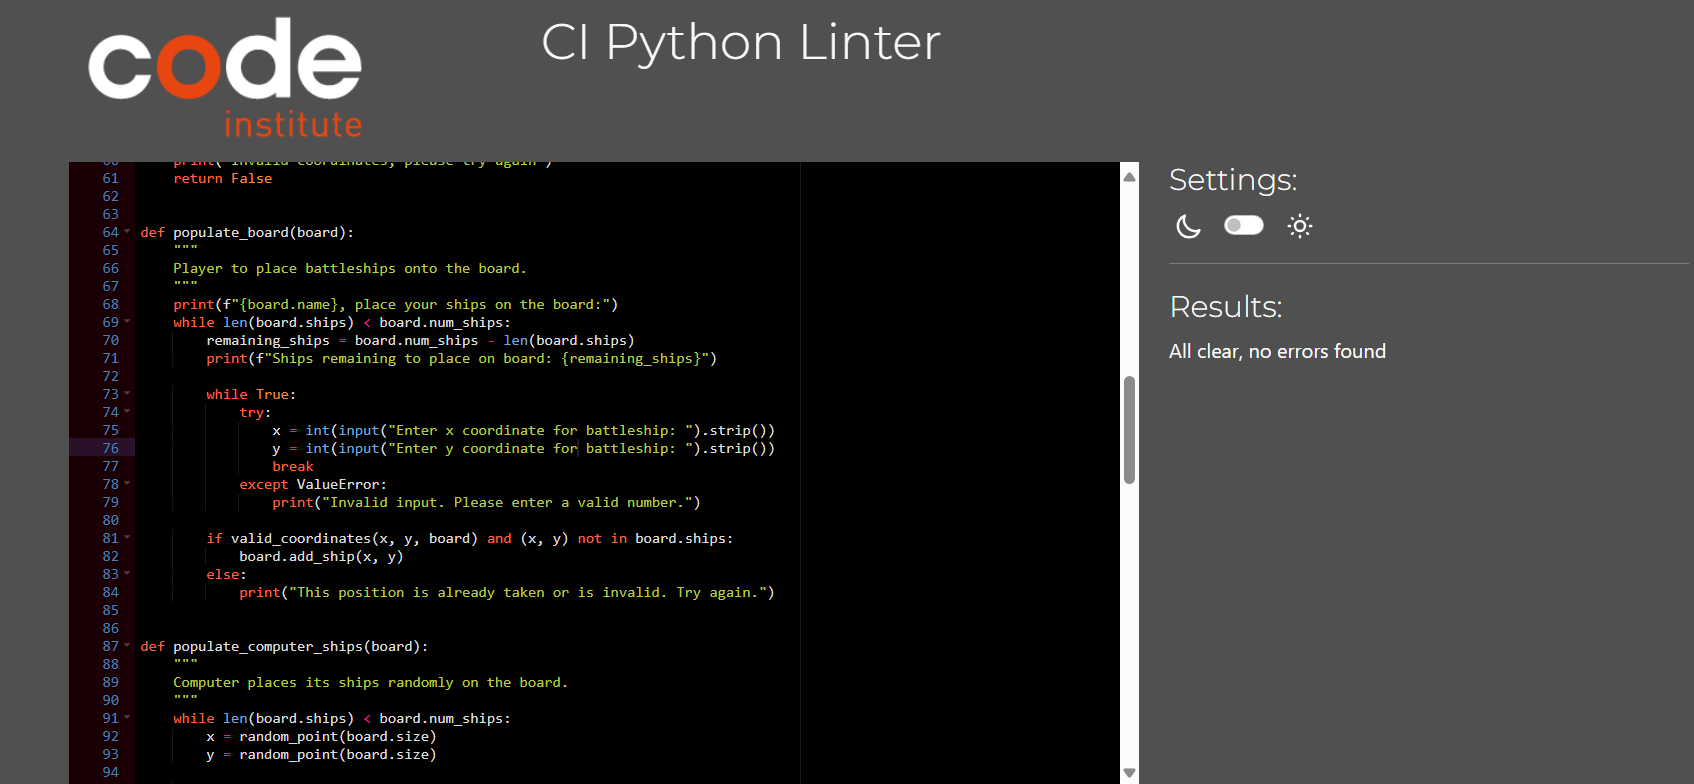 code
institute
CI Python Linter
61 return False
62
63
64 def populate_board(board):
65 """
66 Player to place battleships onto the board.
67 """
68 print(f"{board.name}, place your ships on the board:")
69 while len(board.ships) < board.num_ships:
70 remaining_ships = board.num_ships - len(board.ships)
71 print(f"Ships remaining to place on board: {remaining_ships}")
72
73 while True:
74 try:
75 x = int(input("Enter x coordinate for battleship: ").strip())
76 y = int(input("Enter y coordinate for battleship: ").strip())
77 break
78 except ValueError:
79 print("Invalid input. Please enter a valid number.")
80
81 if valid_coordinates(x, y, board) and (x, y) not in board.ships:
82 board.add_ship(x, y)
83 else:
84 print("This position is already taken or is invalid. Try again.")
85
86
87 def populate_computer_ships(board):
88 """
89 Computer places its ships randomly on the board.
90 """
91 while len(board.ships) < board.num_ships:
92 x = random_point(board.size)
93 y = random_point(board.size)
94
Settings:
Results:
All clear, no errors found